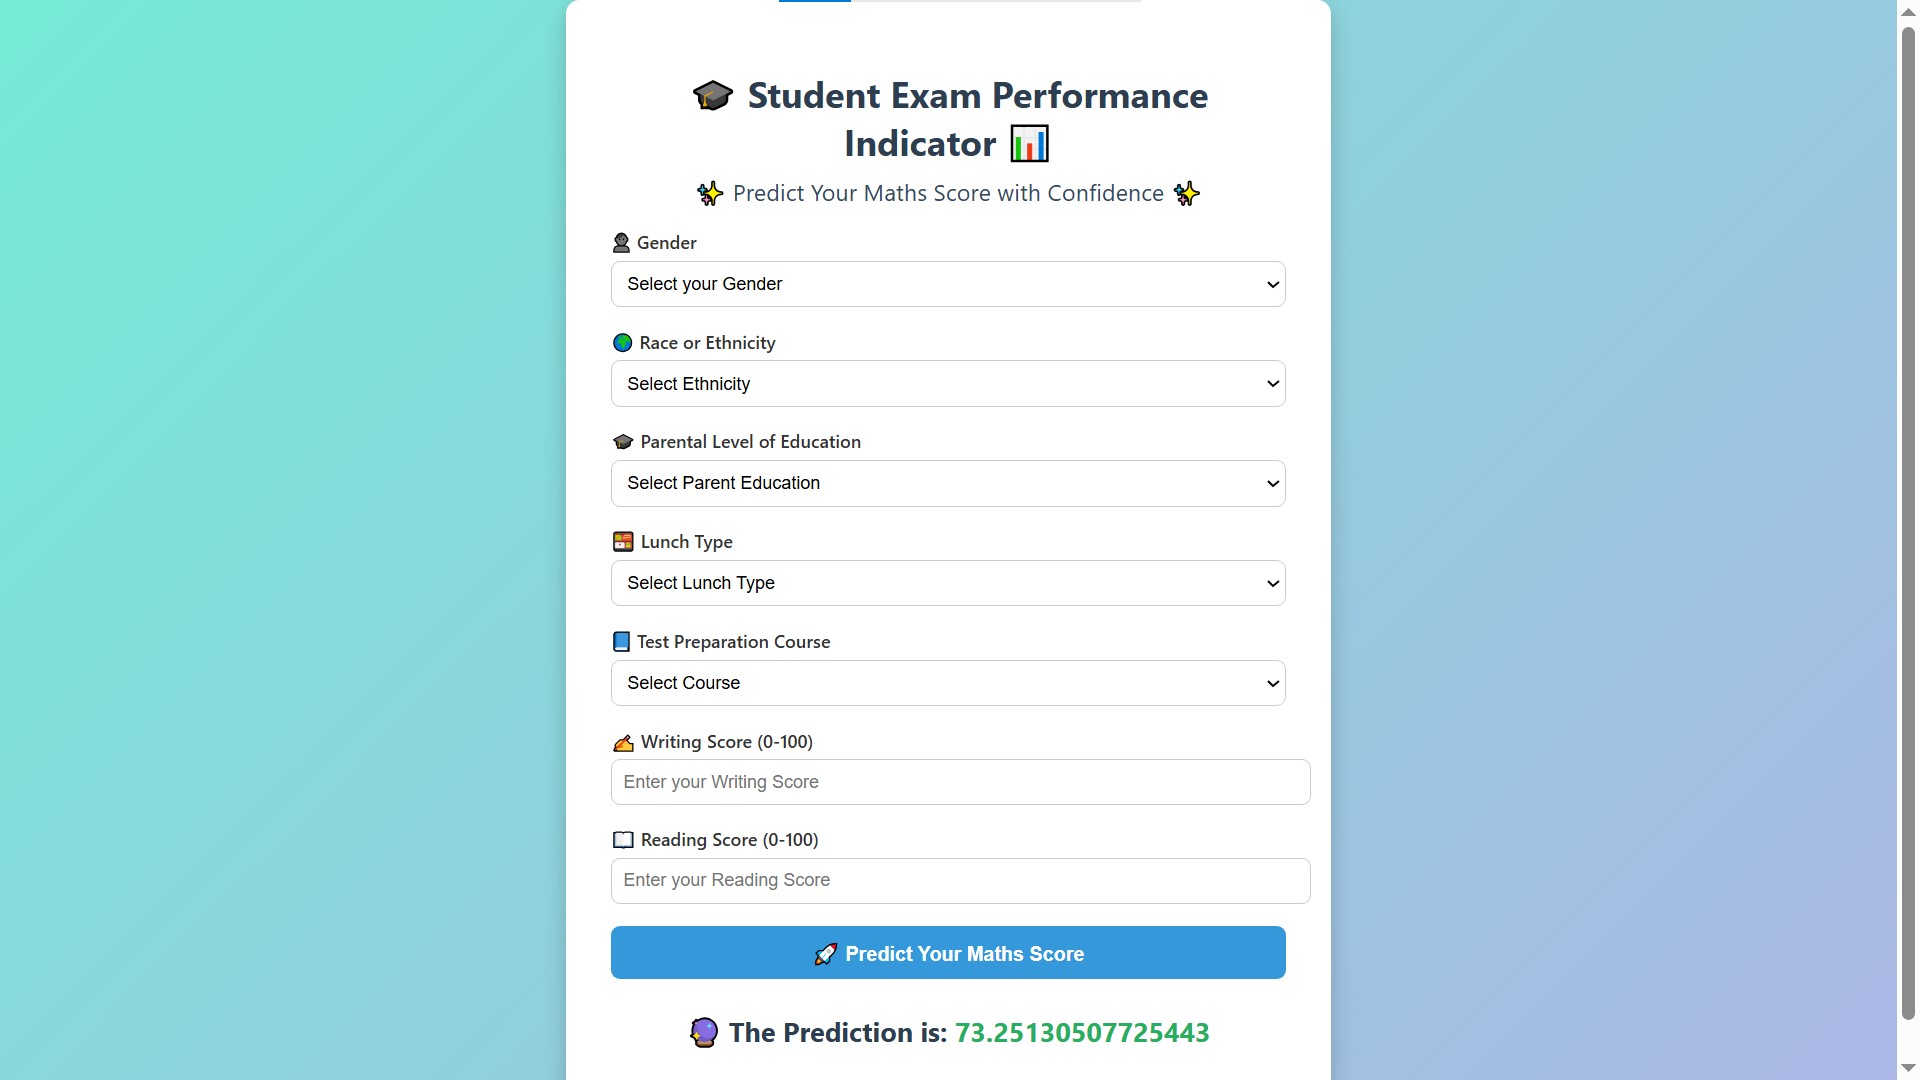 🎓 Student Exam Performance
Indicator 📊
✨ Predict Your Maths Score with Confidence ✨
👤 Gender
Select your Gender
🌍 Race or Ethnicity
Select Ethnicity
🎓 Parental Level of Education
Select Parent Education
🍱 Lunch Type
Select Lunch Type
📘 Test Preparation Course
Select Course
✍️ Writing Score (0-100)
Enter your Writing Score
📖 Reading Score (0-100)
Enter your Reading Score
🚀 Predict Your Maths Score
🔮 The Prediction is: 73.25130507725443